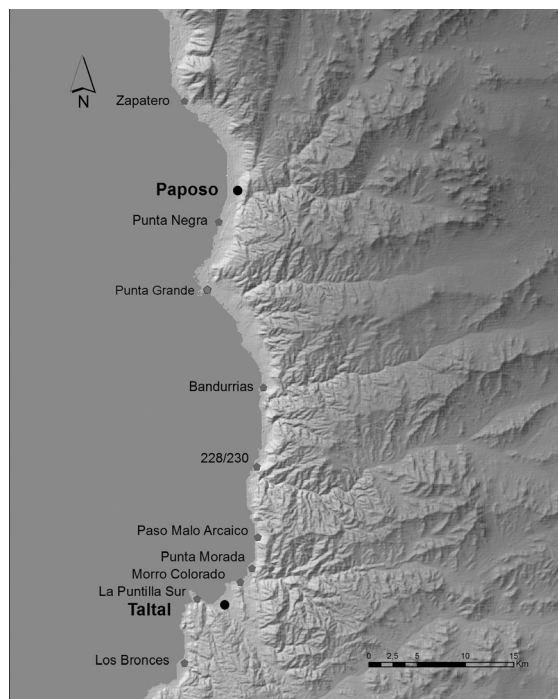 N
Zapatero
Paposo
Punta Negra
Punta Grande
Bandurrias
228/230
Paso Malo Arcaico
Punta Morada
Morro Colorado
La Puntilla Sur
Taltal
Los Bronces
0 2,5 5 10 15
Km